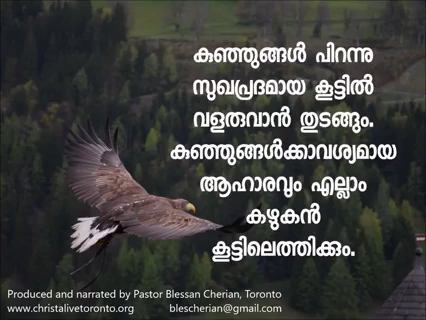 കുഞ്ഞുങ്ങൾ പിറന്നു
സുഖപ്രദമായ കൂട്ടിൽ
വളരുവാൻ തുടങ്ങും.
കുഞ്ഞുങ്ങൾക്കാവശ്യമായ
ആഹാരവും എല്ലാം
കഴുകൻ
കൂട്ടിലെത്തിക്കും.
Produced and narrated by Pastor Blessan Cherian, Toronto
www.christalivetoronto.org blescherian@gmail.com